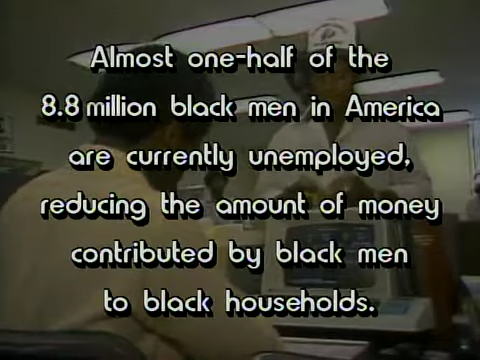 Almost one-half of the
8.8 million black men in America
are currently unemployed,
reducing the amount of money
contributed by black men
to black households.